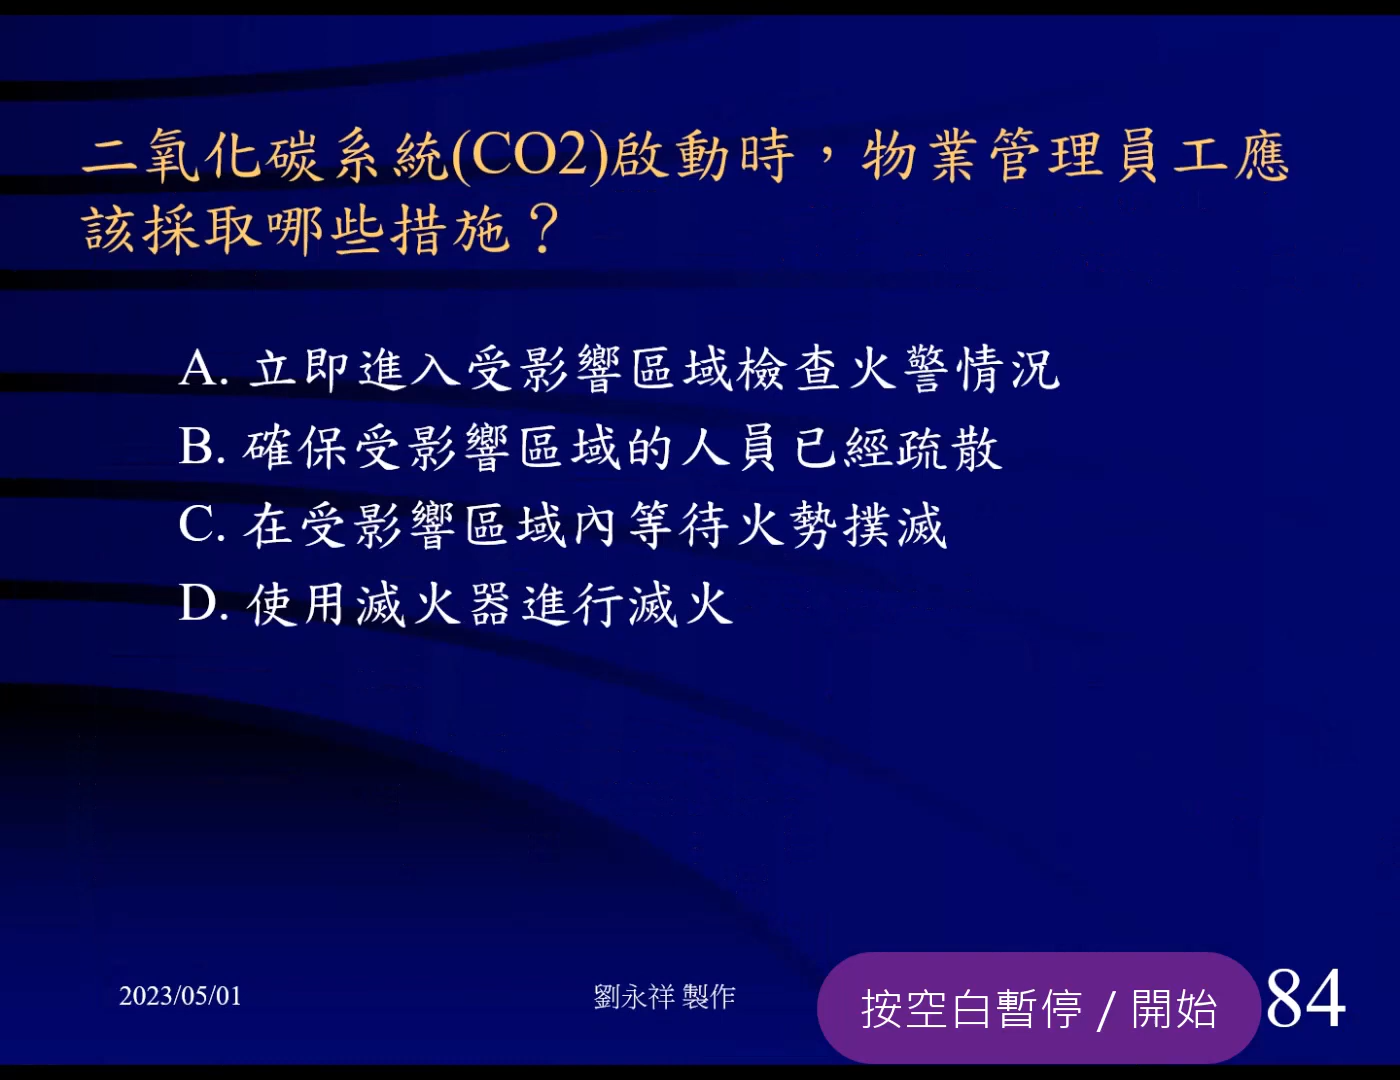 二氧化碳系統(CO2)啟動時，物業管理員工應
該採取哪些措施？
A. 立即進入受影響區域檢查火警情況
B. 確保受影響區域的人員已經疏散
C. 在受影響區域內等待火勢撲滅
D. 使用滅火器進行滅火
2023/05/01
劉永祥 製作
按空白暫停 / 開始
84